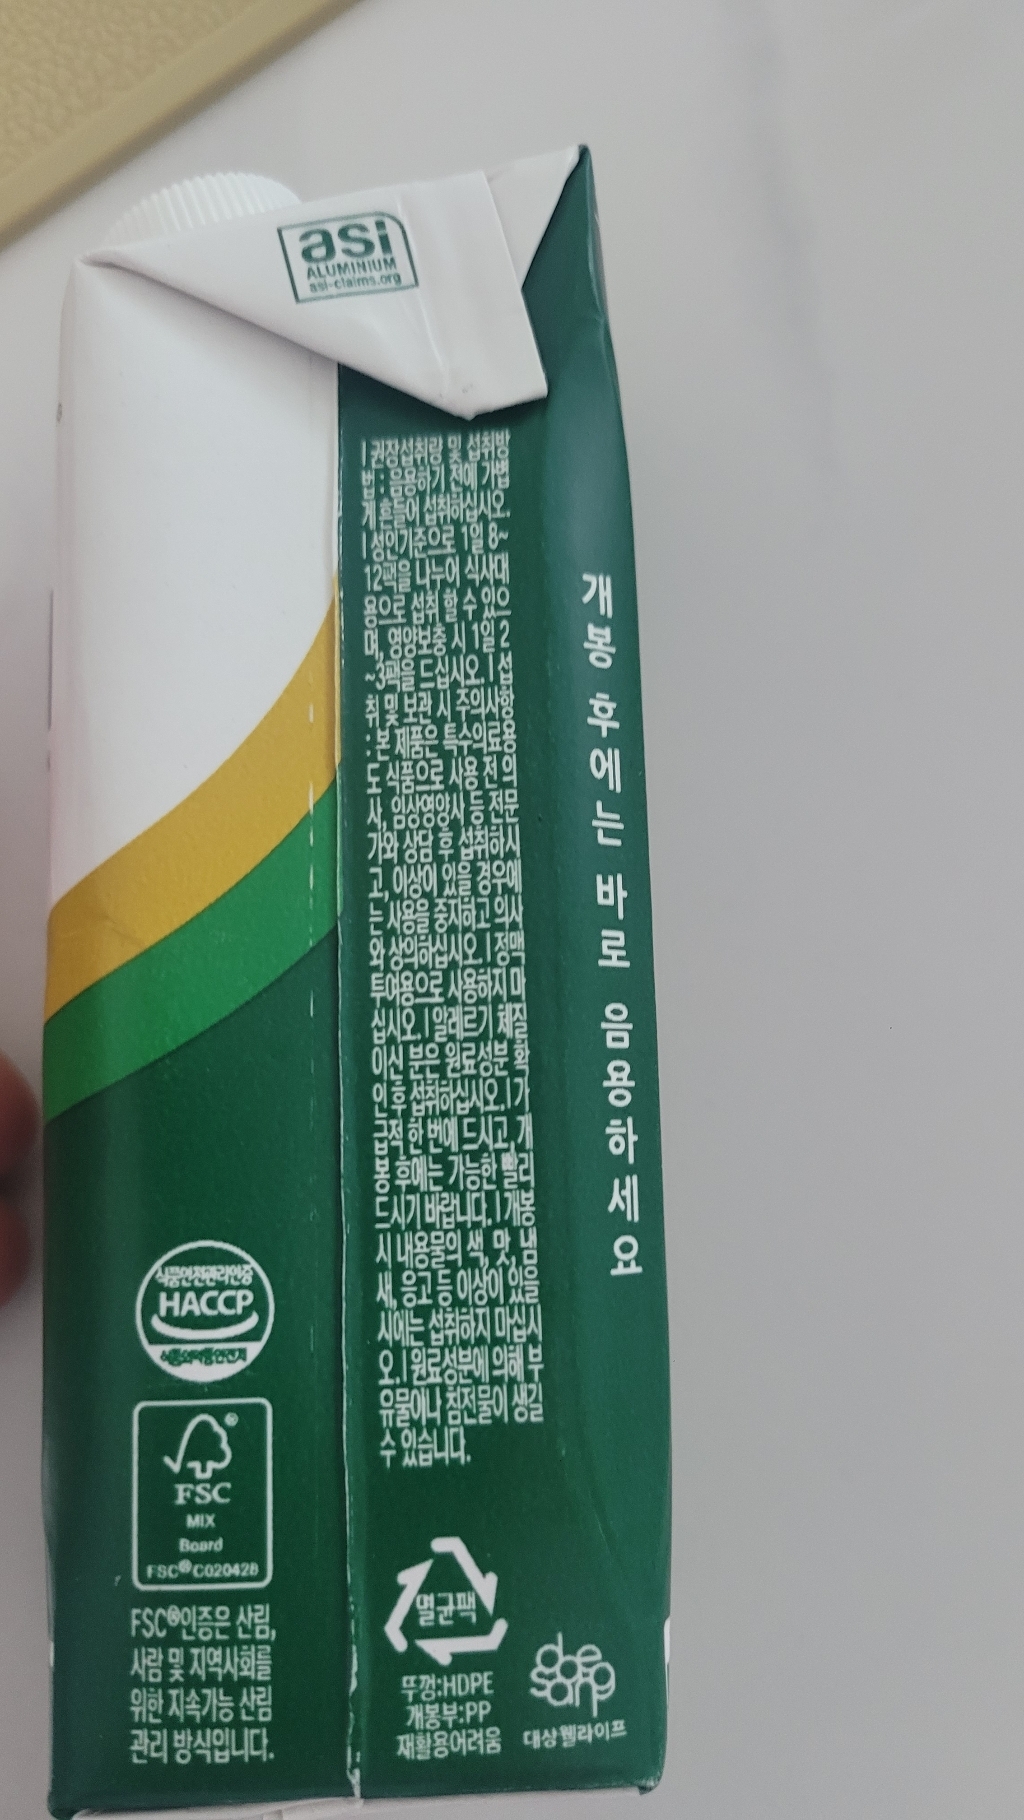 asi
ALUMINIUM
asi-claims.org
| 권장섭취량 및 섭취방
법 : 음용하기 전에 가볍
게 흔들어 섭취하십시오.
| 성인기준으로 1일 8~
12팩을 나누어 식사대
용으로 섭취 할 수 있으
며, 영양보충 시 1일 2
~3팩을 드십시오. | 섭
취 및 보관 시 주의사항
: 본 제품은 특수의료용
도 식품으로 사용 전 의
사, 임상영양사 등 전문
가와 상담 후 섭취하시
고, 이상이 있을 경우에
는 사용을 중지하고 의사
와 상의하십시오. | 정맥
투여용으로 사용하지 마
십시오. | 알레르기 체질
이신 분은 원료성분 확
인 후 섭취하십시오. | 가
급적 한 번에 드시고, 개
봉 후에는 가능한 빨리
드시기 바랍니다. | 개봉
시 내용물의 색, 맛, 냄
새, 응고 등 이상이 있을
시에는 섭취하지 마십시
오. | 원료성분에 의해 부
유물이나 침전물이 생길
수 있습니다.
개봉 후에는 바로 음용하세요
식품안전관리인증
HACCP
식품의약품안전처
FSC®
MIX
Board
FSC® C020428
FSC®인증은 산림,
사람 및 지역사회를
위한 지속가능 산림
관리 방식입니다.
멸균팩
뚜껑:HDPE
개봉부:PP
재활용어려움
daesang
대상웰라이프